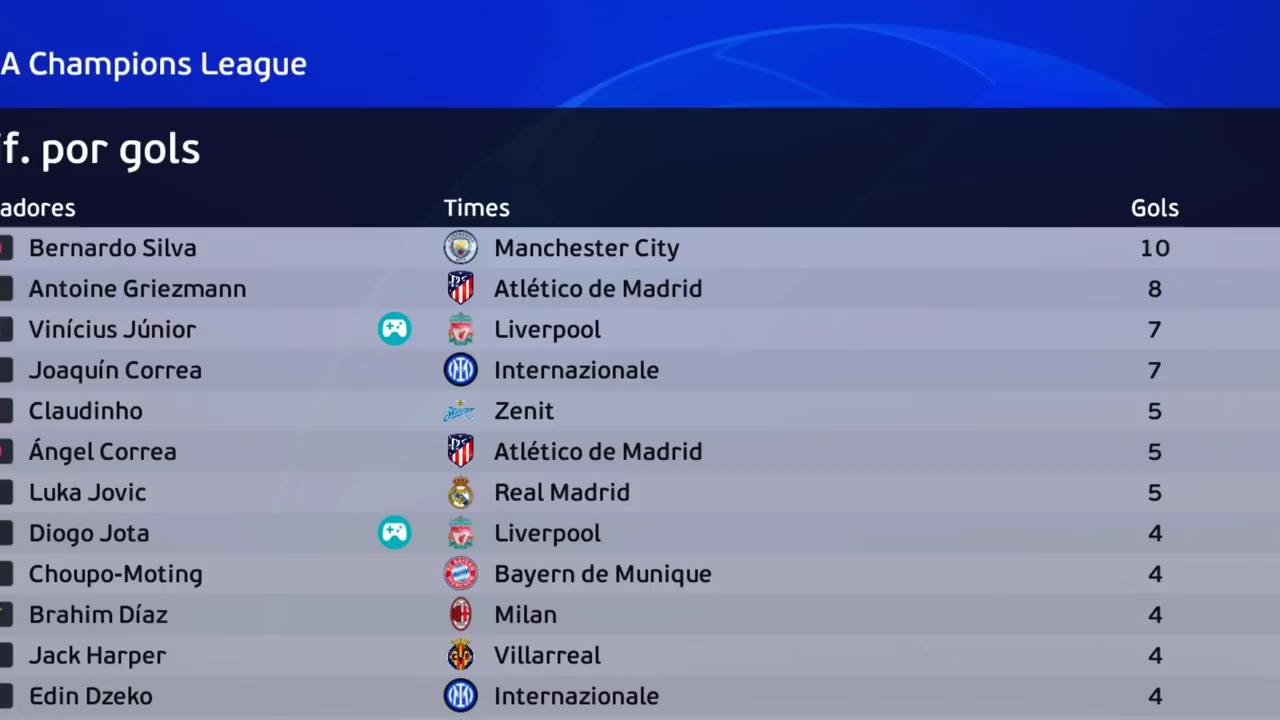 A Champions League
f. por gols
adores Times Gols
Bernardo Silva Manchester City 10
Antoine Griezmann Atlético de Madrid 8
Vinícius Júnior Liverpool 7
Joaquín Correa Internazionale 7
Claudinho Zenit 5
Ángel Correa Atlético de Madrid 5
Luka Jovic Real Madrid 5
Diogo Jota Liverpool 4
Choupo-Moting Bayern de Munique 4
Brahim Díaz Milan 4
Jack Harper Villarreal 4
Edin Dzeko Internazionale 4